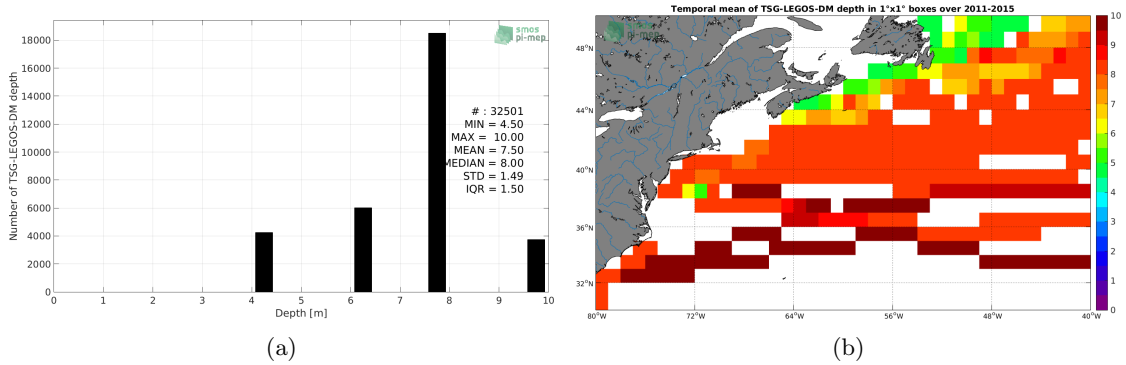 18000
16000
14000
12000
10000
8000
6000
4000
2000
0
Number of TSG-LEGOS-DM depth
smos
pi-mep
# : 32501
MIN = 4.50
MAX = 10.00
MEAN = 7.50
MEDIAN = 8.00
STD = 1.49
IQR = 1.50
0 1 2 3 4 5 6 7 8 9 10
Depth [m]
(a)
Temporal mean of TSG-LEGOS-DM depth in 1°x1° boxes over 2011-2015
smos
pi-mep
48°N
44°N
40°N
36°N
32°N
80°W 72°W 64°W 56°W 48°W 40°W
10
9
8
7
6
5
4
3
2
1
0
(b)